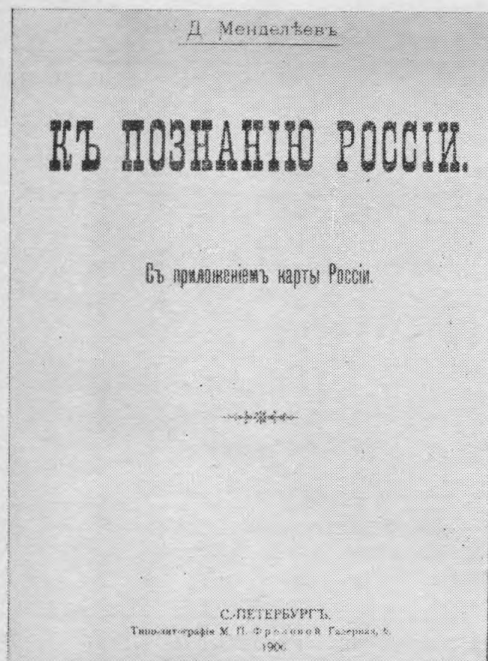 Д Менделѣевъ
КЪ ПОЗНАНІЮ РОССІИ.
Съ приложеніемъ карты Россіи.
С.-ПЕТЕРБУРГЪ.
Типо-литографія М. П. Фроловой Галерная, 6.
1906